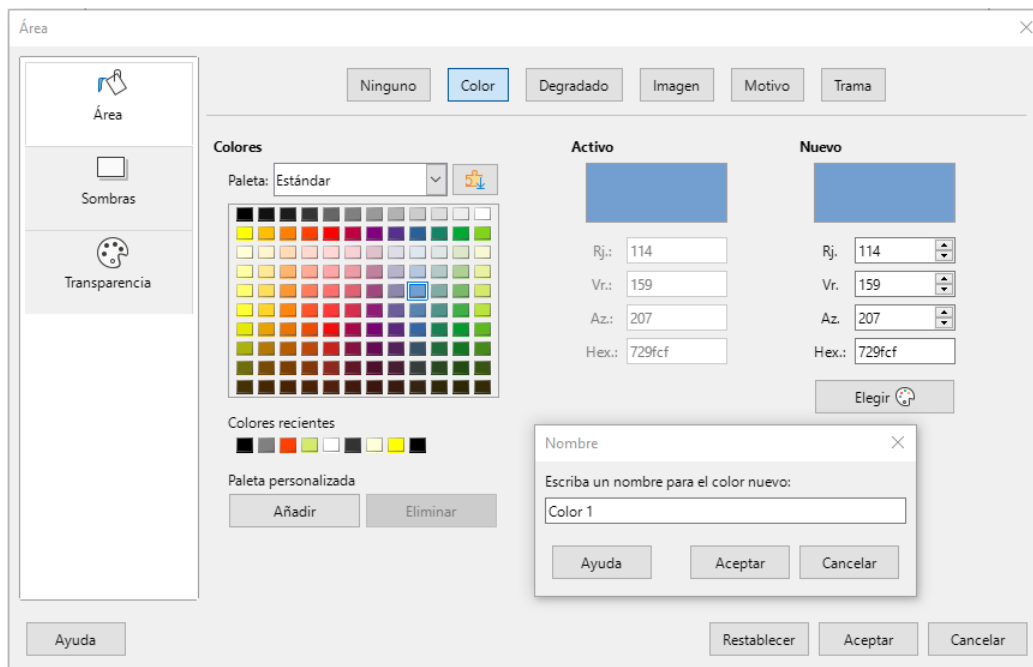 Área
Área
Sombras
Transparencia
Ninguno Color Degradado Imagen Motivo Trama
Colores
Paleta: Estándar
Colores recientes
Paleta personalizada
Añadir Eliminar
Activo
Rj.: 114
Vr.: 159
Az.: 207
Hex.: 729fcf
Nuevo
Rj. 114
Vr. 159
Az. 207
Hex.: 729fcf
Elegir
Nombre
Escriba un nombre para el color nuevo:
Color 1
Ayuda Aceptar Cancelar
Ayuda Restablecer Aceptar Cancelar